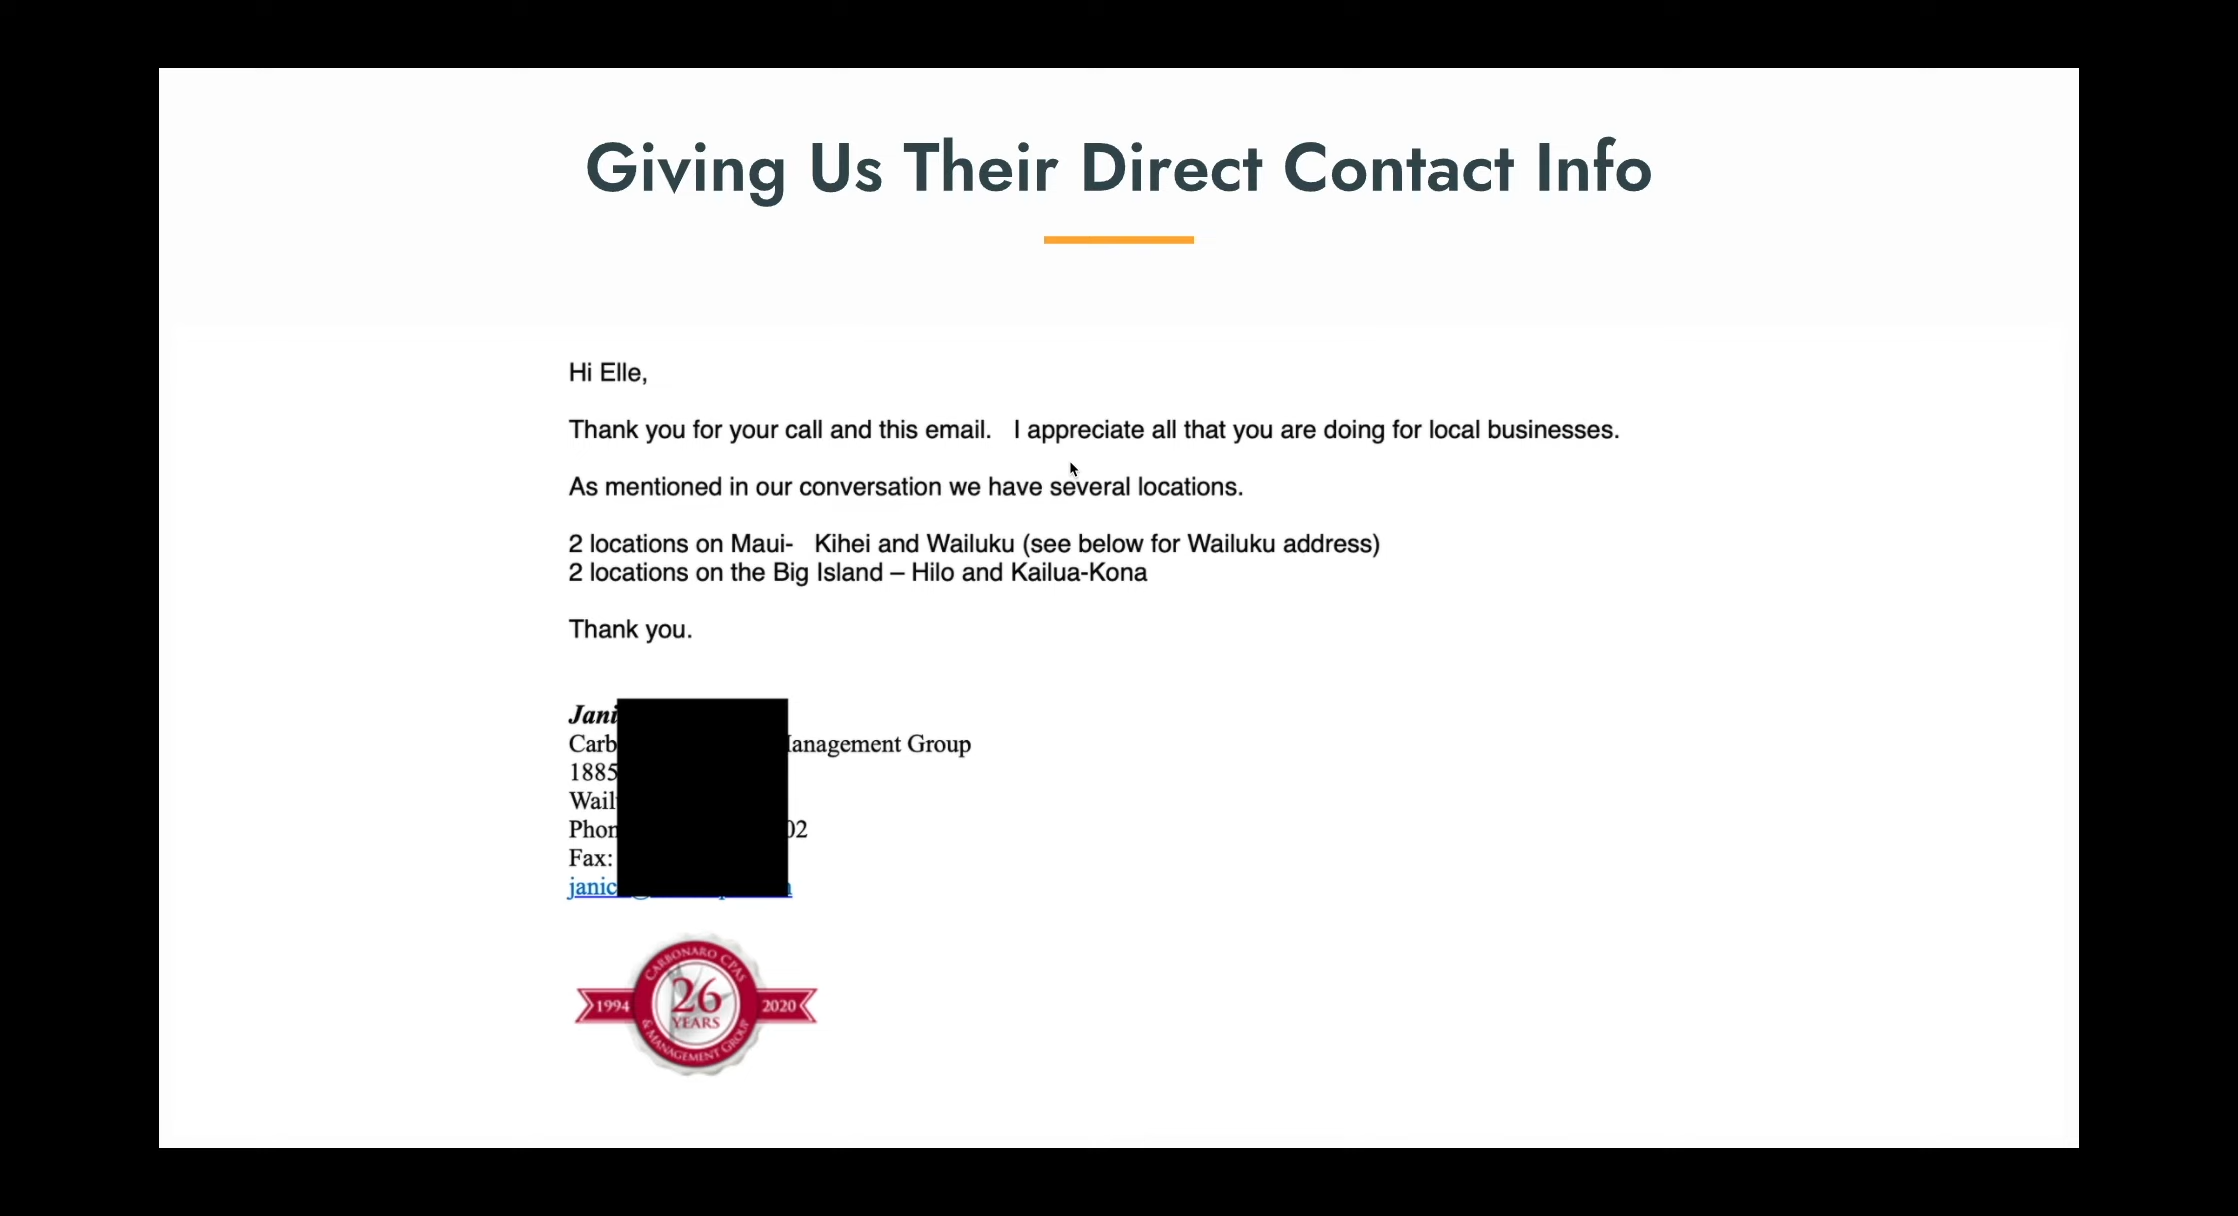 Giving Us Their Direct Contact Info
Hi Elle,
Thank you for your call and this email.   I appreciate all that you are doing for local businesses.
As mentioned in our conversation we have several locations.
2 locations on Maui-   Kihei and Wailuku (see below for Wailuku address)
2 locations on the Big Island – Hilo and Kailua-Kona
Thank you.
Jani
Carb anagement Group
1885
Wail
Phon 02
Fax:
janic
CARBONARO CPAS
1994 26 2020
YEARS
& MANAGEMENT GROUP